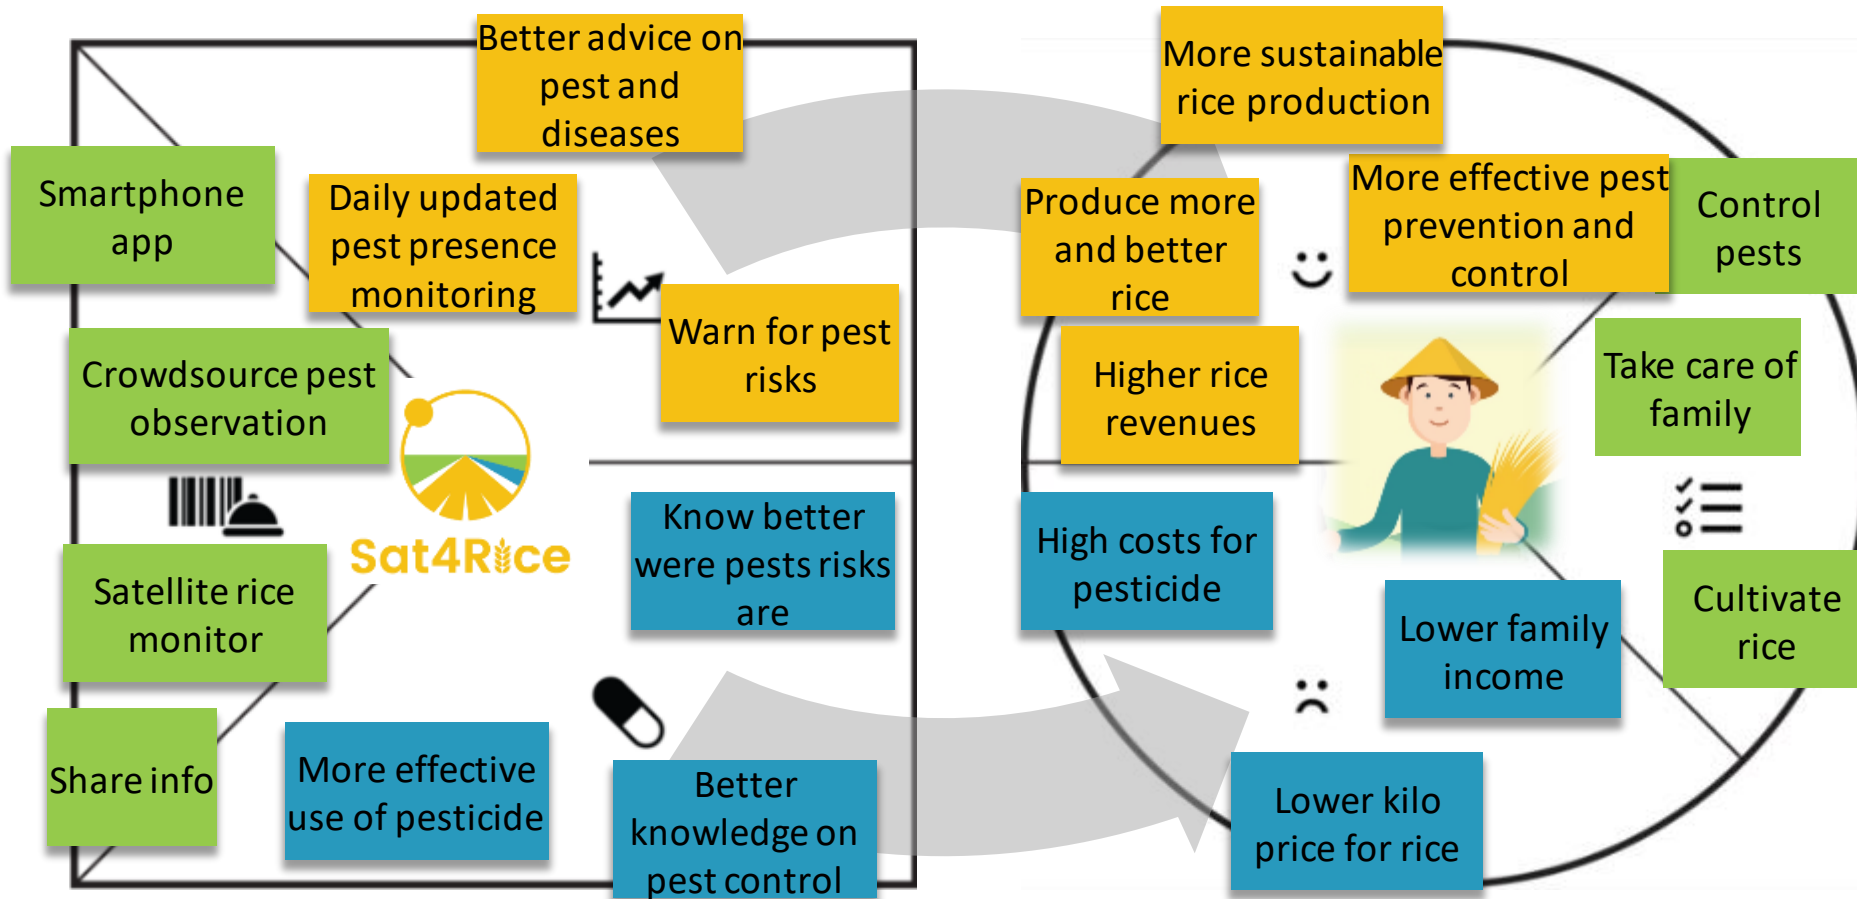 Better advice on
pest and
diseases
Smartphone
app
Daily updated
pest presence
monitoring
Warn for pest
risks
Crowdsource pest
observation
Sat4Rice
Satellite rice
monitor
Know better
were pests risks
are
Share info
More effective
use of pesticide
Better
knowledge on
pest control
More sustainable
rice production
Produce more
and better
rice
More effective pest
prevention and
control
Control
pests
Higher rice
revenues
Take care of
family
High costs for
pesticide
Lower family
income
Cultivate
rice
Lower kilo
price for rice